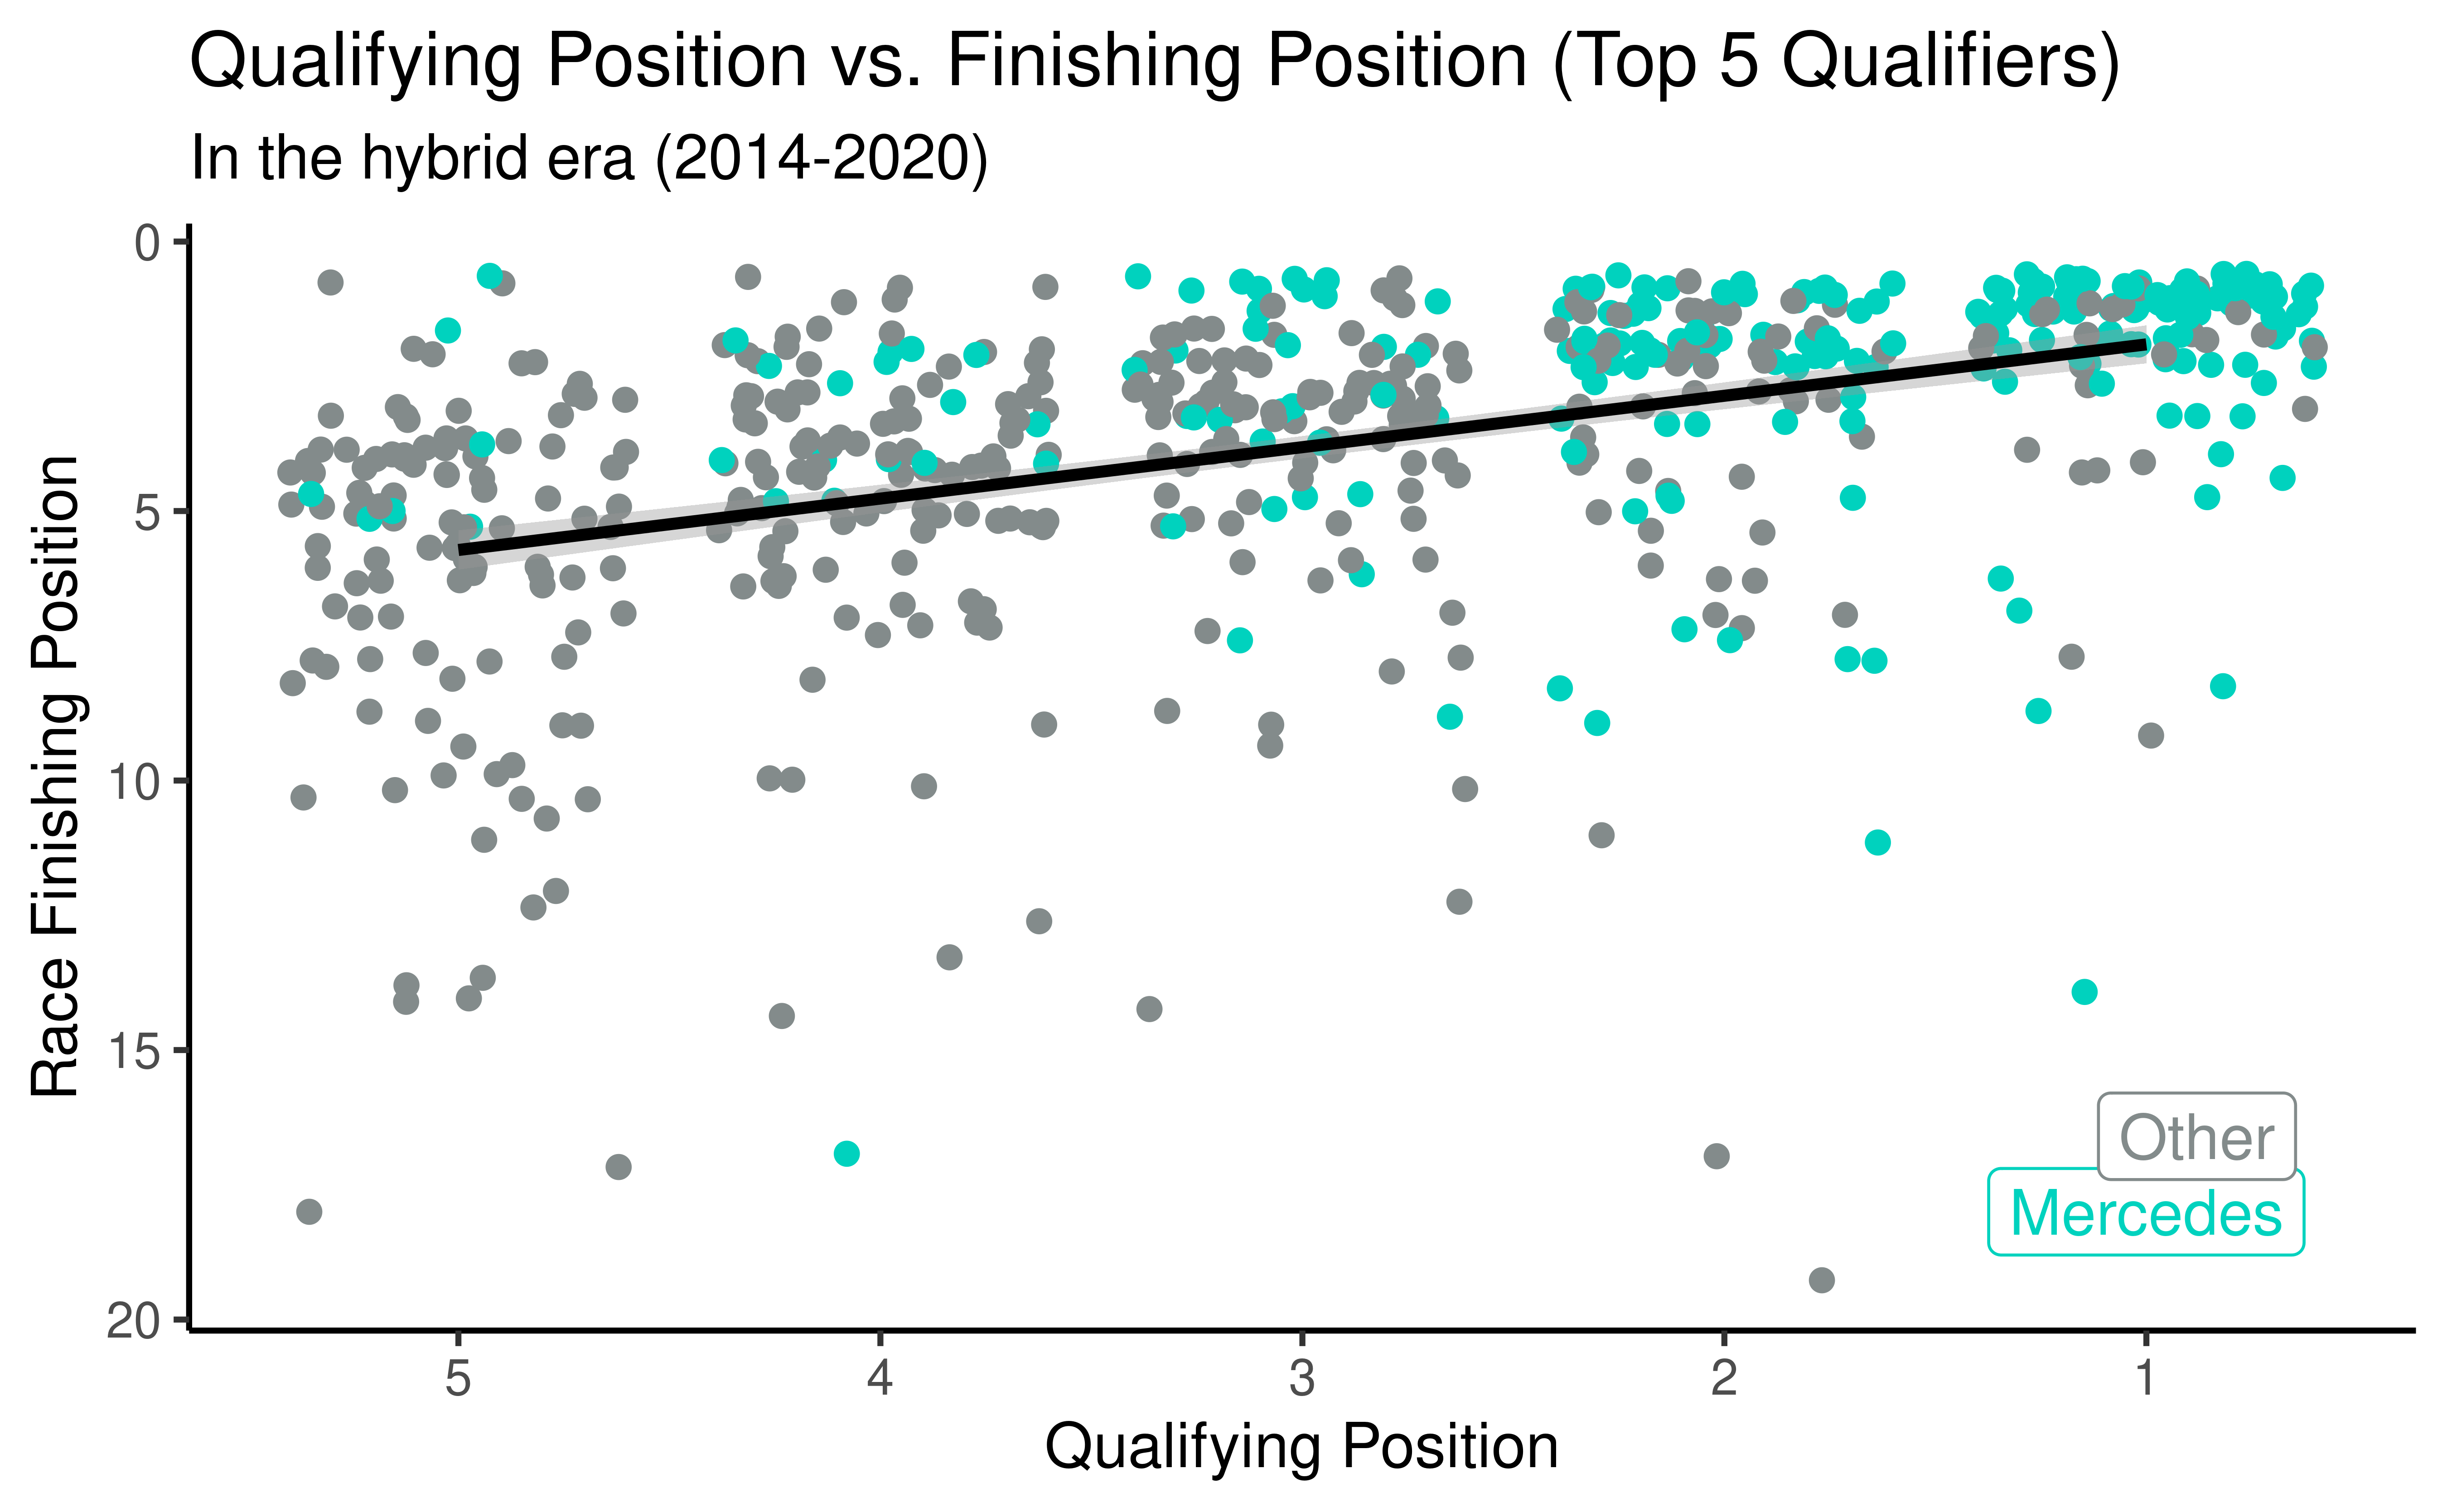 Qualifying Position vs. Finishing Position (Top 5 Qualifiers)
In the hybrid era (2014-2020)
Race Finishing Position
0
5
10
15
20
Other
Mercedes
5
4
3
2
1
Qualifying Position